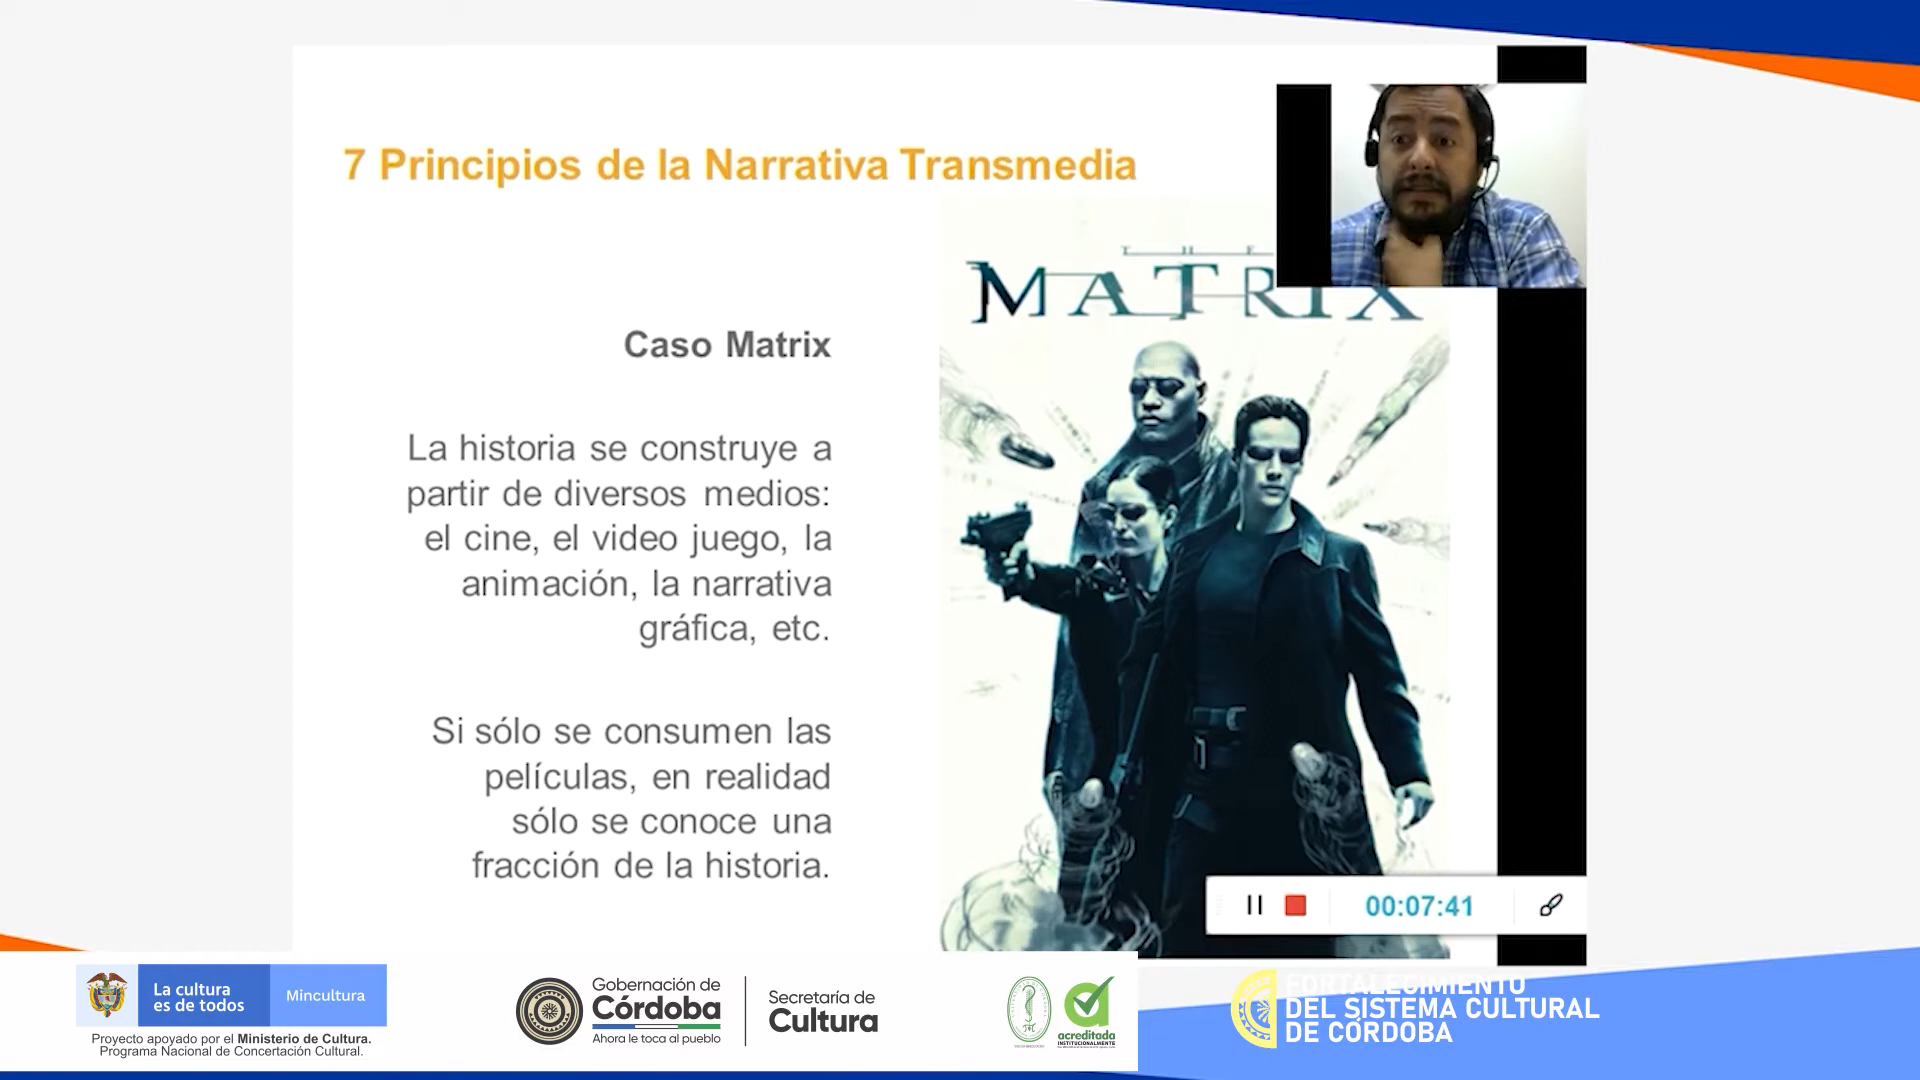 7 Principios de la Narrativa Transmedia
THE
MATRIX
Caso Matrix
La historia se construye a
partir de diversos medios:
el cine, el video juego, la
animación, la narrativa
gráfica, etc.
Si sólo se consumen las
películas, en realidad
sólo se conoce una
fracción de la historia.
00:07:41
La cultura
es de todos
Mincultura
Proyecto apoyado por el Ministerio de Cultura.
Programa Nacional de Concertación Cultural.
Gobernación de
Córdoba
Ahora le toca al pueblo
Secretaría de
Cultura
acreditada
INSTITUCIONALMENTE
FORTALECIMIENTO
DEL SISTEMA CULTURAL
DE CÓRDOBA